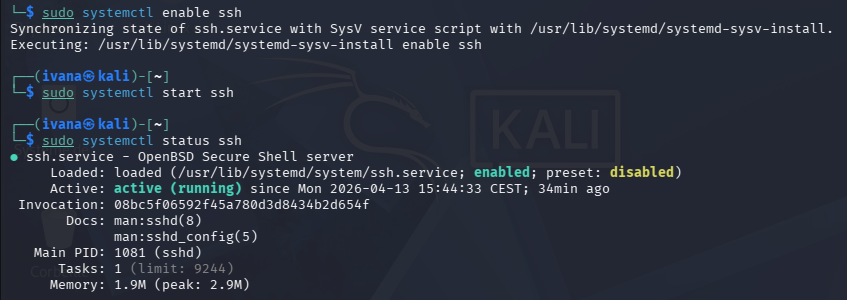 └─$ sudo systemctl enable ssh
Synchronizing state of ssh.service with SysV service script with /usr/lib/systemd/systemd-sysv-install.
Executing: /usr/lib/systemd/systemd-sysv-install enable ssh
┌──(ivana㉿kali)-[~]
└─$ sudo systemctl start ssh
┌──(ivana㉿kali)-[~]
└─$ sudo systemctl status ssh
● ssh.service - OpenBSD Secure Shell server
Loaded: loaded (/usr/lib/systemd/system/ssh.service; enabled; preset: disabled)
Active: active (running) since Mon 2026-04-13 15:44:33 CEST; 34min ago
Invocation: 08bc5f06592f45a780d3d8434b2d654f
Docs: man:sshd(8)
man:sshd_config(5)
Main PID: 1081 (sshd)
Tasks: 1 (limit: 9244)
Memory: 1.9M (peak: 2.9M)
KALI